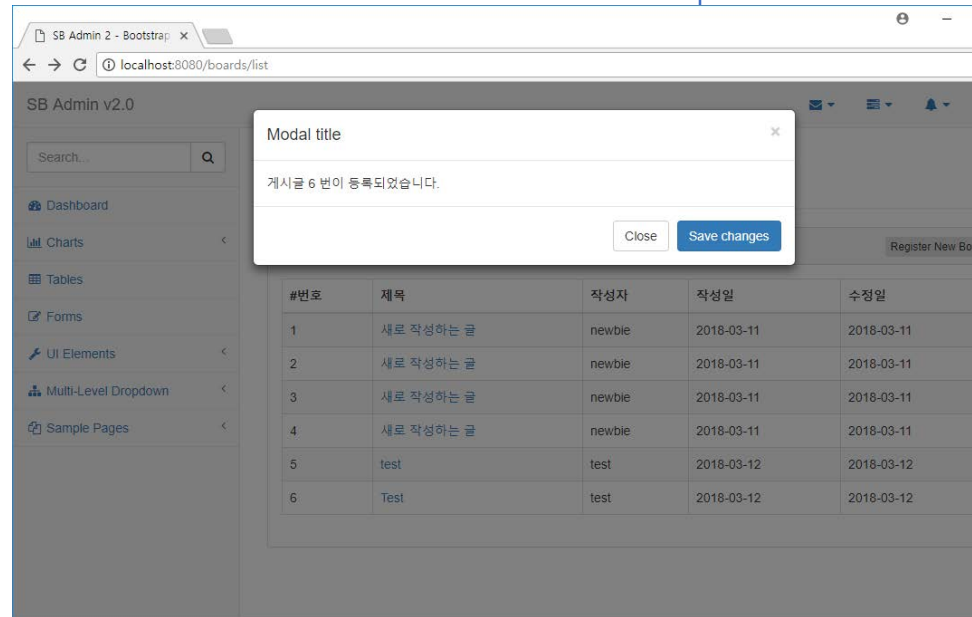 SB Admin 2 - Bootstrap
localhost:8080/boards/list
SB Admin v2.0
Modal title
×
Search...
게시글 6 번이 등록되었습니다.
Dashboard
Close
Save changes
Charts
Register New Bo
Tables
#번호 제목 작성자 작성일 수정일
Forms
1 새로 작성하는 글 newbie 2018-03-11 2018-03-11
UI Elements
2 새로 작성하는 글 newbie 2018-03-11 2018-03-11
Multi-Level Dropdown
3 새로 작성하는 글 newbie 2018-03-11 2018-03-11
Sample Pages
4 새로 작성하는 글 newbie 2018-03-11 2018-03-11
5 test test 2018-03-12 2018-03-12
6 Test test 2018-03-12 2018-03-12